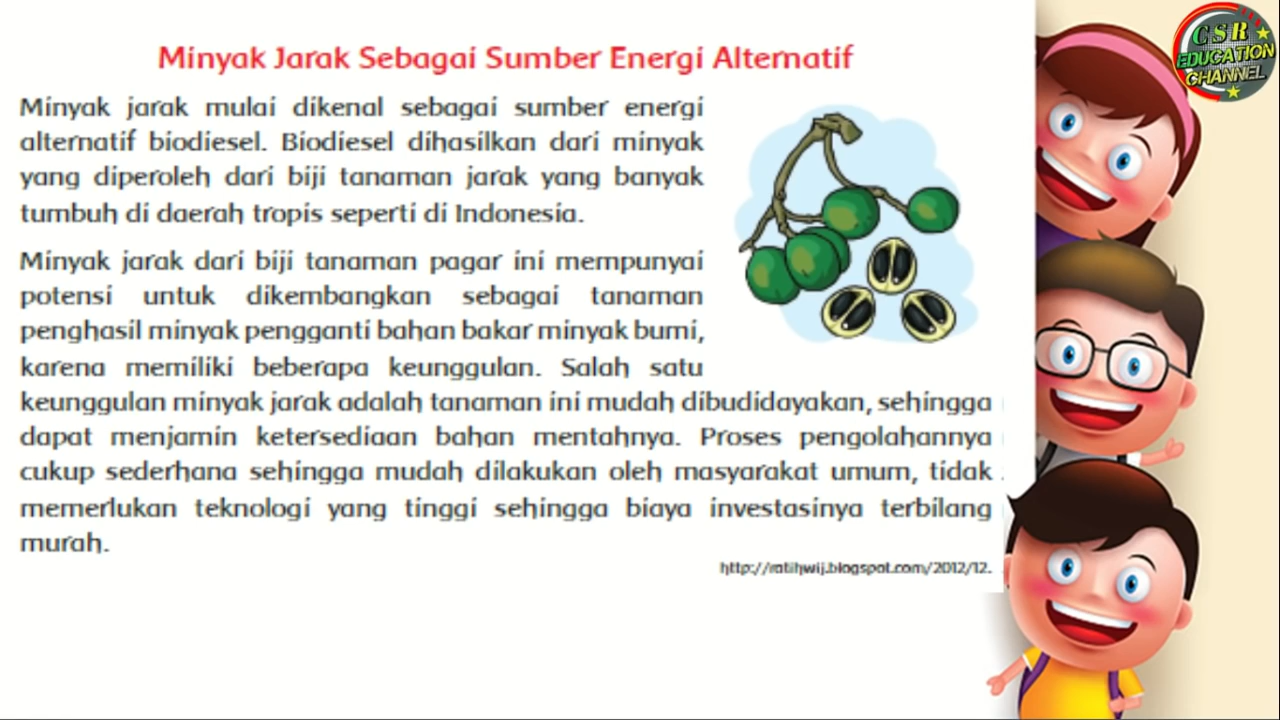 Minyak Jarak Sebagai Sumber Energi Alternatif
Minyak jarak mulai dikenal sebagai sumber energi
alternatif biodiesel. Biodiesel dihasilkan dari minyak
yang diperoleh dari biji tanaman jarak yang banyak
tumbuh di daerah tropis seperti di Indonesia.
Minyak jarak dari biji tanaman pagar ini mempunyai
potensi untuk dikembangkan sebagai tanaman
penghasil minyak pengganti bahan bakar minyak bumi,
karena memiliki beberapa keunggulan. Salah satu
keunggulan minyak jarak adalah tanaman ini mudah dibudidayakan, sehingga
dapat menjamin ketersediaan bahan mentahnya. Proses pengolahannya
cukup sederhana sehingga mudah dilakukan oleh masyarakat umum, tidak
memerlukan teknologi yang tinggi sehingga biaya investasinya terbilang
murah.
http://ratihwij.blogspot.com/2012/12.
CSR
EDUCATION
CHANNEL